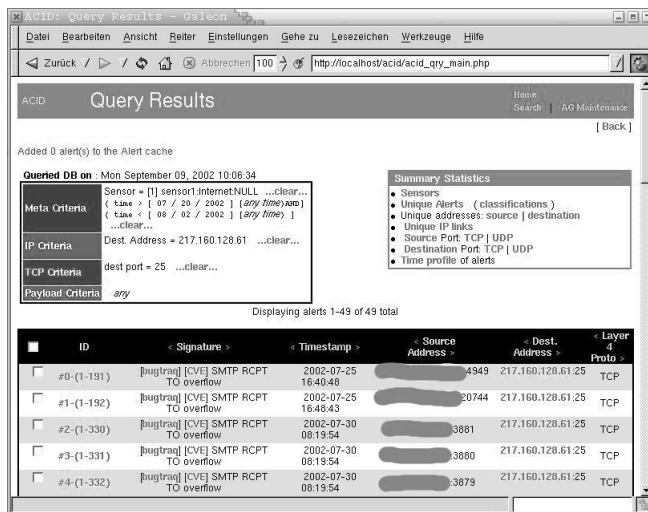 ACID: Query Results - Galeon
Datei Bearbeiten Ansicht Reiter Einstellungen Gehe zu Lesezeichen Werkzeuge Hilfe
Zurück / / Abbrechen 100 http://localhost/acid/acid_qry_main.php /
ACID Query Results
Home
Search | AG Maintenance
[ Back ]
Added 0 alert(s) to the Alert cache
Queried DB on : Mon September 09, 2002 10:06:34
Meta Criteria
Sensor = [1] sensor1:Internet:NULL ...clear...
( time > [ 07 / 20 / 2002 ] [any time) AND]
( time < [ 08 / 02 / 2002 ] [any time) ]
...clear...
IP Criteria
Dest. Address = 217.160.128.61 ...clear...
TCP Criteria
dest port = 25 ...clear...
Payload Criteria any
Summary Statistics
Sensors
Unique Alerts ( classifications )
Unique addresses: source | destination
Unique IP links
Source Port: TCP | UDP
Destination Port: TCP | UDP
Time profile of alerts
Displaying alerts 1-49 of 49 total
ID
< Signature >
< Timestamp >
< Source Address >
< Dest. Address >
< Layer 4 Proto >
#0-(1-191) [bugtraq] [CVE] SMTP RCPT TO overflow 2002-07-25 16:40:48 4949 217.160.128.61:25 TCP
#1-(1-192) [bugtraq] [CVE] SMTP RCPT TO overflow 2002-07-25 16:48:43 20744 217.160.128.61:25 TCP
#2-(1-330) [bugtraq] [CVE] SMTP RCPT TO overflow 2002-07-30 08:19:54 :3881 217.160.128.61:25 TCP
#3-(1-331) [bugtraq] [CVE] SMTP RCPT TO overflow 2002-07-30 08:19:54 :3880 217.160.128.61:25 TCP
#4-(1-332) [bugtraq] [CVE] SMTP RCPT TO overflow 2002-07-30 08:19:54 :3879 217.160.128.61:25 TCP